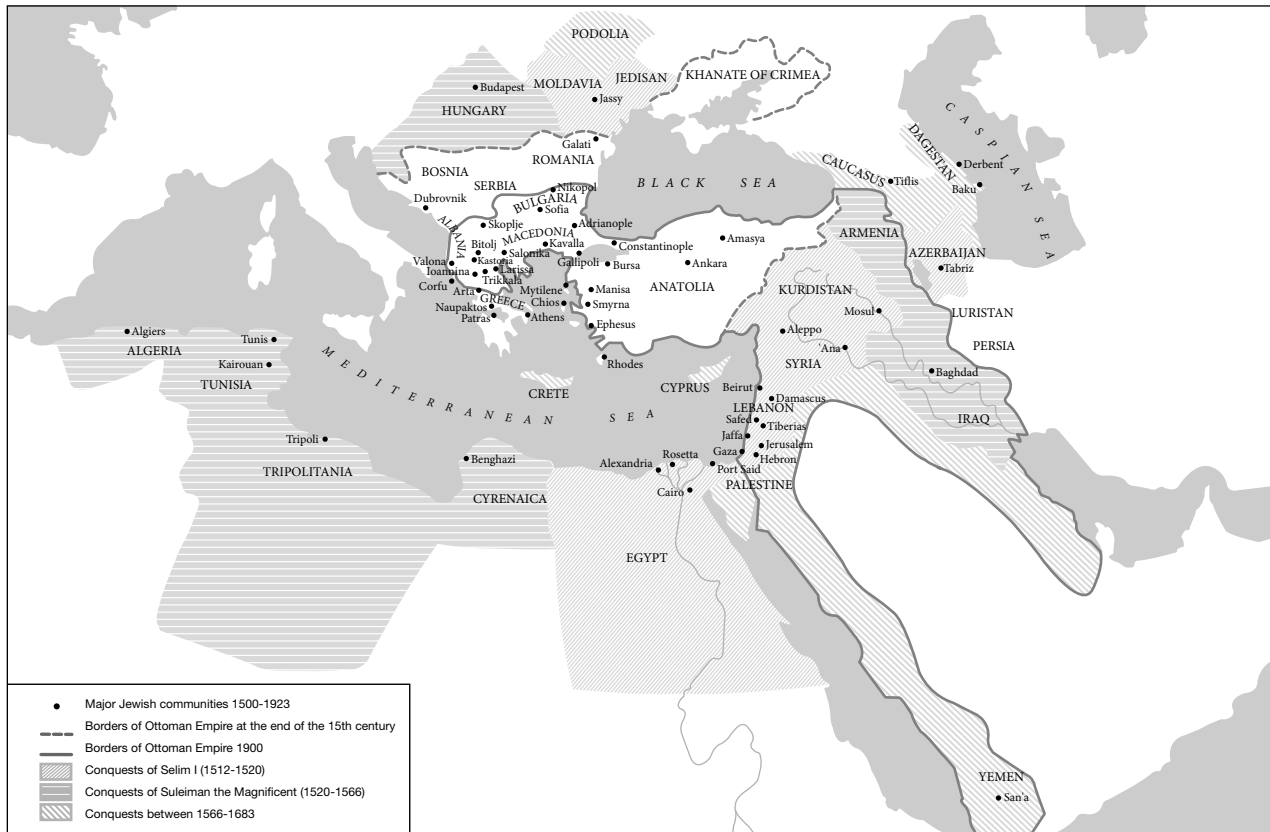 PODOLIA
KHANATE OF CRIMEA
MOLDAVIA
JEDISAN
Budapest
Jassy
HUNGARY
CASPIAN SEA
DAGESTAN
Galati
ROMANIA
Derbent
CAUCASUS
Tiflis
Baku
BOSNIA
SERBIA
Nikopol
BLACK SEA
Dubrovnik
BULGARIA
Sofia
ALBANIA
Skoplje
Adrianople
ARMENIA
MACEDONIA
Bitolj
Kavalla
Constantinople
Amasya
Salonika
AZERBAIJAN
Valona
Kastoria
Gallipoli
Bursa
Ankara
Tabriz
Ioannina
Larissa
Trikkala
Corfu
Arta
Mytilene
Manisa
ANATOLIA
KURDISTAN
GREECE
Chios
Smyrna
Naupaktos
Mosul
LURISTAN
Patras
Athens
Ephesus
Algiers
Aleppo
Tunis
ALGERIA
'Ana
PERSIA
Kairouan
Rhodes
SYRIA
Baghdad
TUNISIA
MEDITERRANEAN SEA
CRETE
CYPRUS
Beirut
Damascus
LEBANON
Safed
IRAQ
Tiberias
Tripoli
Jaffa
Jerusalem
Gaza
Hebron
Benghazi
Rosetta
Alexandria
Port Said
TRIPOLITANIA
PALESTINE
Cairo
CYRENAICA
EGYPT
YEMEN
San'a
Major Jewish communities 1500-1923
Borders of Ottoman Empire at the end of the 15th century
Borders of Ottoman Empire 1900
Conquests of Selim I (1512-1520)
Conquests of Suleiman the Magnificent (1520-1566)
Conquests between 1566-1683